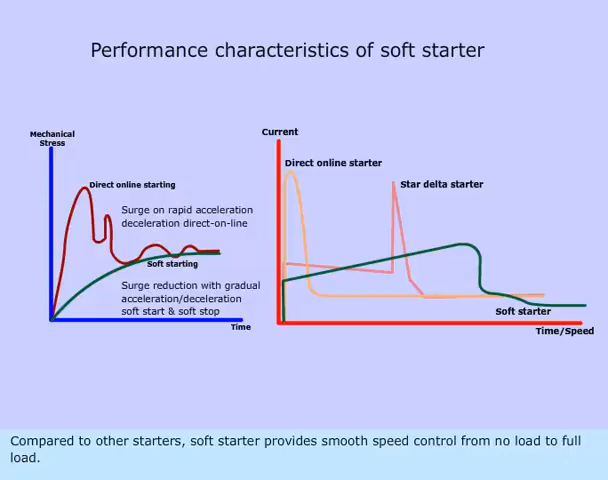 Performance characteristics of soft starter
Mechanical
Stress
Direct online starting
Surge on rapid acceleration
deceleration direct-on-line
Soft starting
Surge reduction with gradual
acceleration/deceleration
soft start & soft stop
Time
Current
Direct online starter
Star delta starter
Soft starter
Time/Speed
Compared to other starters, soft starter provides smooth speed control from no load to full
load.